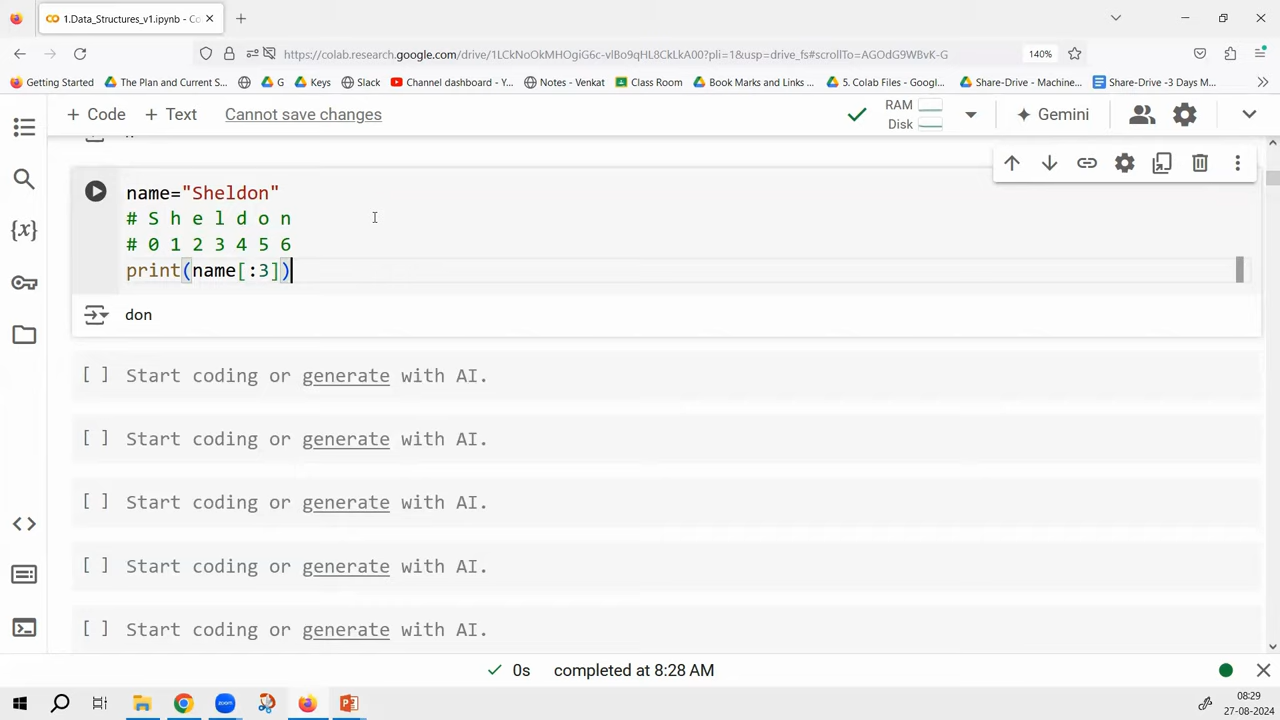 1.Data_Structures_v1.ipynb - Co
https://colab.research.google.com/drive/1LCkNoOkMHOgiG6c-vlBo9qHL8CkLkA00?pli=1&usp=drive_fs#scrollTo=AGOdG9WBvK-G
140%
Getting Started
The Plan and Current S...
G
Keys
Slack
Channel dashboard - Y...
Notes - Venkat
Class Room
Book Marks and Links ...
5. Colab Files - Googl...
Share-Drive - Machine...
Share-Drive -3 Days M...
+ Code + Text Cannot save changes
RAM
Disk
Gemini
name="Sheldon"
# S h e l d o n
# 0 1 2 3 4 5 6
print(name[:3])
don
[ ] Start coding or generate with AI.
[ ] Start coding or generate with AI.
[ ] Start coding or generate with AI.
[ ] Start coding or generate with AI.
[ ] Start coding or generate with AI.
0s completed at 8:28 AM
zoom
08:29
27-08-2024